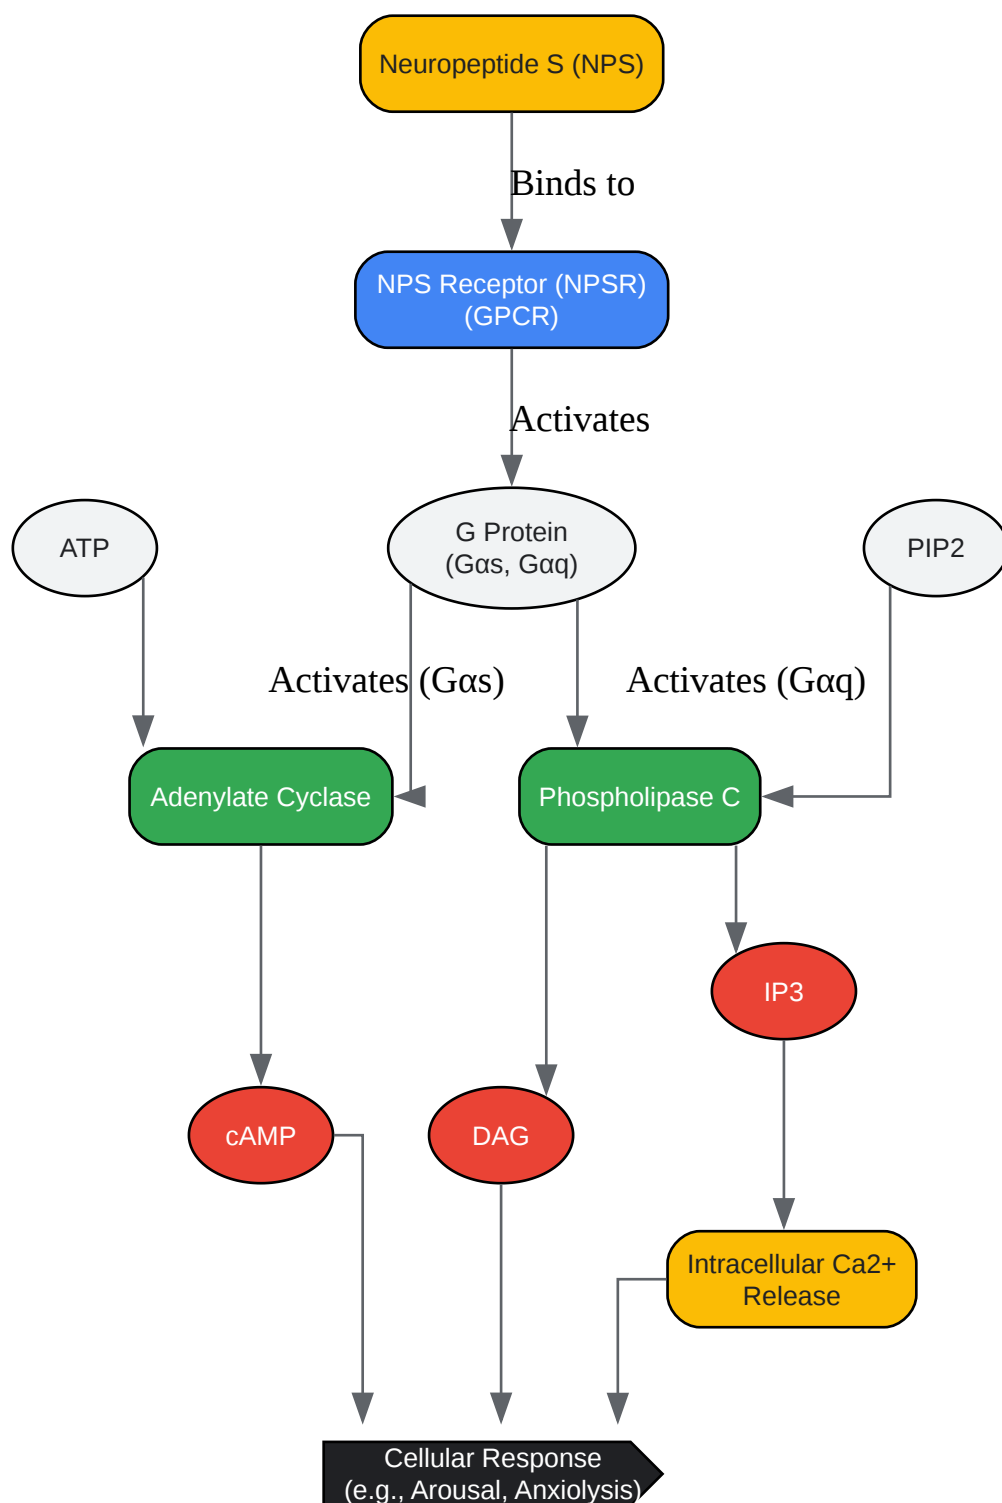 Neuropeptide S (NPS)
Binds to
NPS Receptor (NPSR)
(GPCR)
Activates
ATP
G Protein
(Gαs, Gαq)
PIP2
Activates (Gαs)
Activates (Gαq)
Adenylate Cyclase
Phospholipase C
IP3
cAMP
DAG
Intracellular Ca2+
Release
Cellular Response
(e.g., Arousal, Anxiolysis)